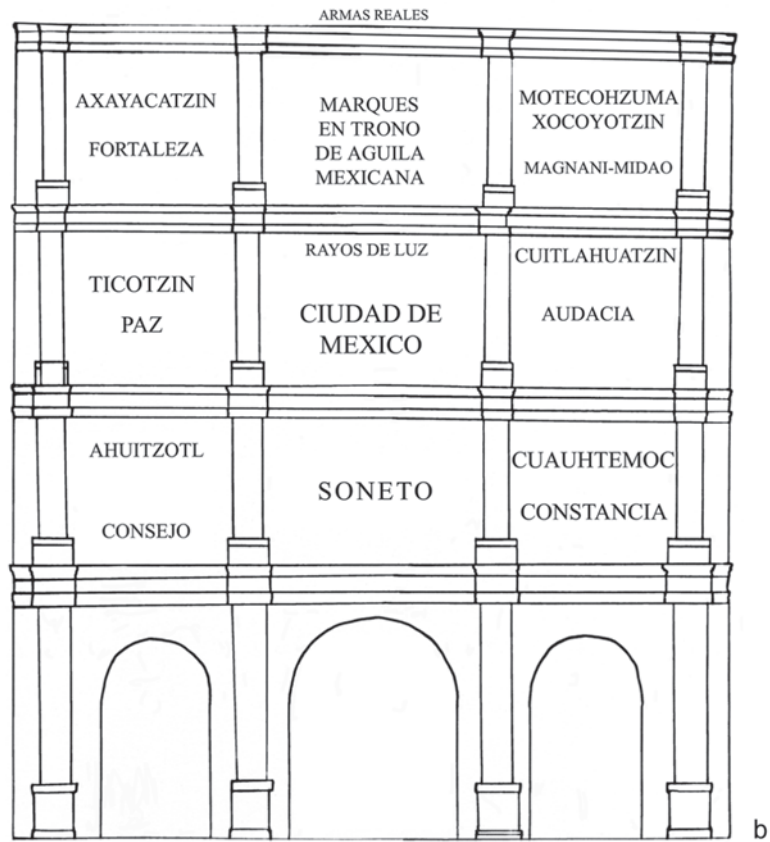 ARMAS REALES
AXAYACATZIN
FORTALEZA
MARQUES
EN TRONO
DE AGUILA
MEXICANA
MOTECOHZUMA
XOCOYOTZIN
MAGNANI-MIDAO
TICOTZIN
PAZ
RAYOS DE LUZ
CIUDAD DE
MEXICO
CUITLAHUATZIN
AUDACIA
AHUITZOTL
CONSEJO
SONETO
CUAUHTEMOC
CONSTANCIA
b